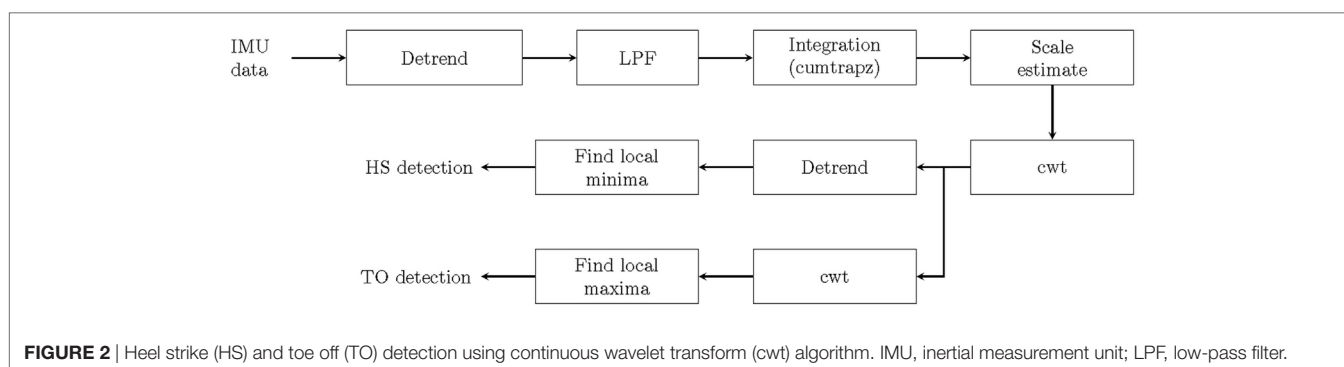 IMU
data
Detrend
LPF
Integration
(cumtrapz)
Scale
estimate
HS detection
Find local
minima
Detrend
cwt
TO detection
Find local
maxima
cwt
FIGURE 2 | Heel strike (HS) and toe off (TO) detection using continuous wavelet transform (cwt) algorithm. IMU, inertial measurement unit; LPF, low-pass filter.